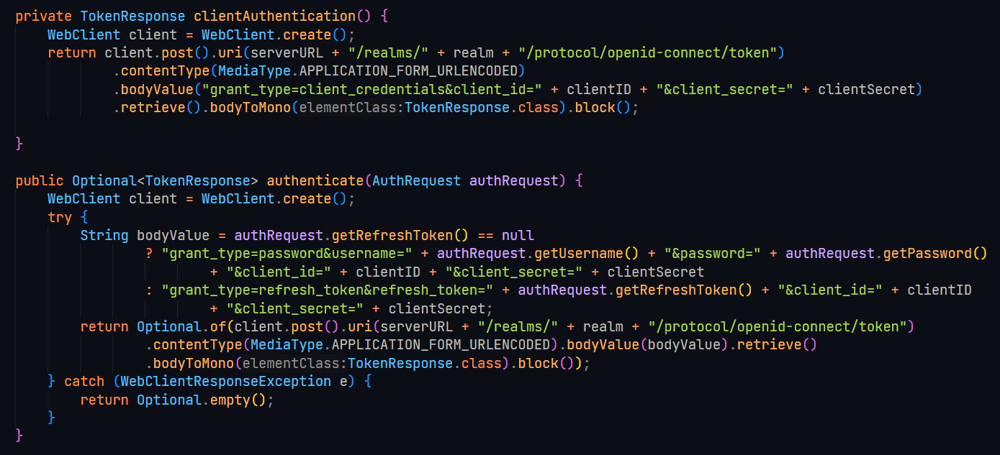 private TokenResponse clientAuthentication() {
    WebClient client = WebClient.create();
    return client.post().uri(serverURL + "/realms/" + realm + "/protocol/openid-connect/token")
            .contentType(MediaType.APPLICATION_FORM_URLENCODED)
            .bodyValue("grant_type=client_credentials&client_id=" + clientID + "&client_secret=" + clientSecret)
            .retrieve().bodyToMono(elementClass:TokenResponse.class).block();

}

public Optional<TokenResponse> authenticate(AuthRequest authRequest) {
    WebClient client = WebClient.create();
    try {
        String bodyValue = authRequest.getRefreshToken() == null
                ? "grant_type=password&username=" + authRequest.getUsername() + "&password=" + authRequest.getPassword()
                        + "&client_id=" + clientID + "&client_secret=" + clientSecret
                : "grant_type=refresh_token&refresh_token=" + authRequest.getRefreshToken() + "&client_id=" + clientID
                        + "&client_secret=" + clientSecret;
        return Optional.of(client.post().uri(serverURL + "/realms/" + realm + "/protocol/openid-connect/token")
                .contentType(MediaType.APPLICATION_FORM_URLENCODED).bodyValue(bodyValue).retrieve()
                .bodyToMono(elementClass:TokenResponse.class).block());
    } catch (WebClientResponseException e) {
        return Optional.empty();
    }
}